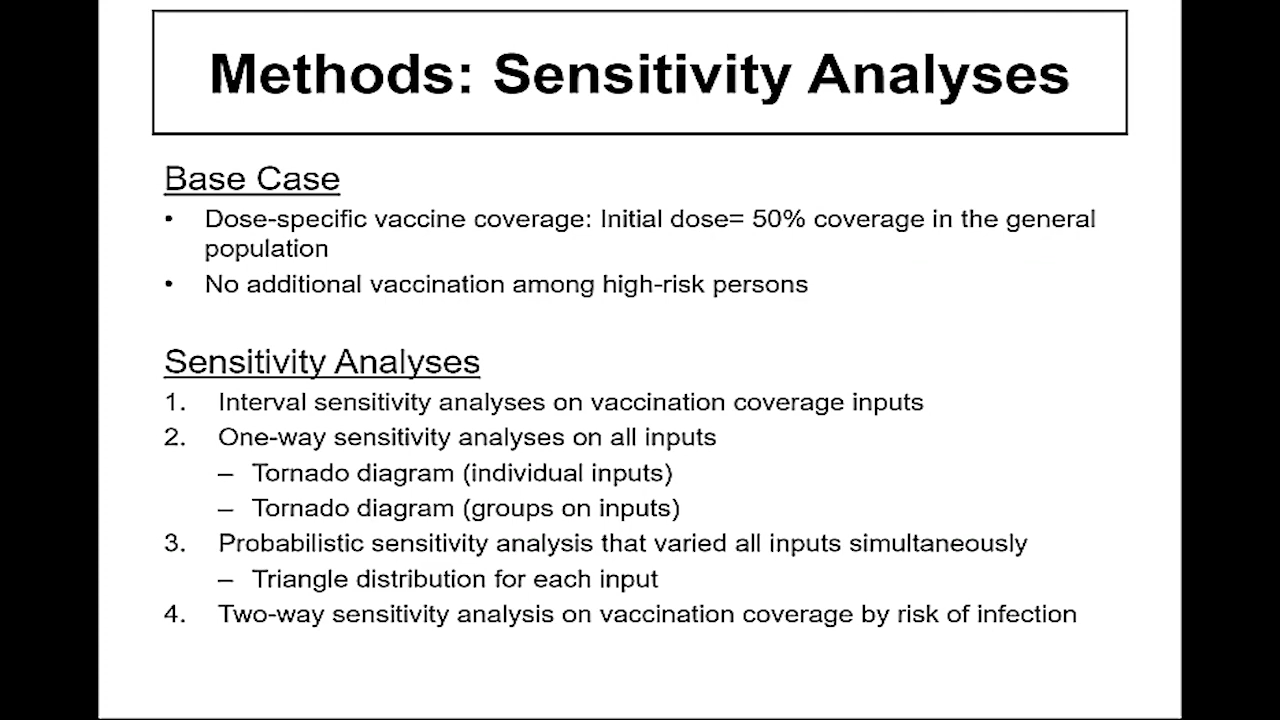 Methods: Sensitivity Analyses
Base Case
• Dose-specific vaccine coverage: Initial dose= 50% coverage in the general
population
• No additional vaccination among high-risk persons
Sensitivity Analyses
1. Interval sensitivity analyses on vaccination coverage inputs
2. One-way sensitivity analyses on all inputs
– Tornado diagram (individual inputs)
– Tornado diagram (groups on inputs)
3. Probabilistic sensitivity analysis that varied all inputs simultaneously
– Triangle distribution for each input
4. Two-way sensitivity analysis on vaccination coverage by risk of infection